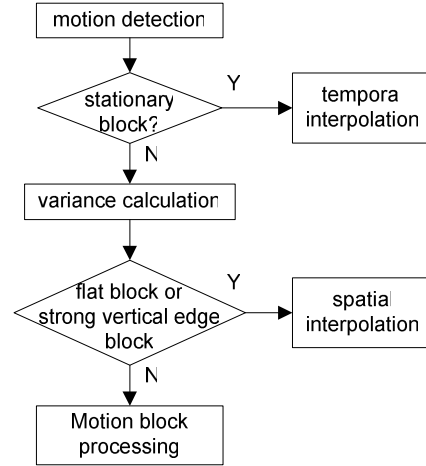 motion detection
stationary
block?
Y
tempora
interpolation
N
variance calculation
flat block or
strong vertical edge
block
Y
spatial
interpolation
N
Motion block
processing